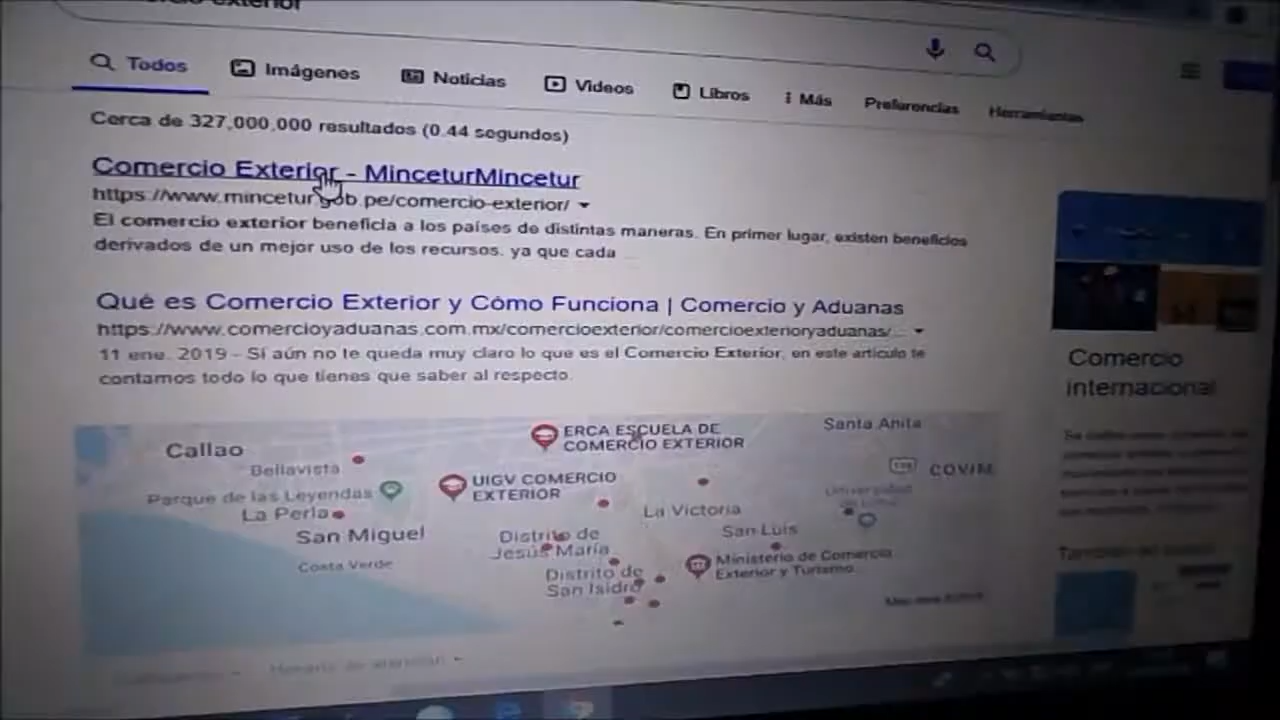 exterior
Todos Imágenes Noticias Videos Libros Más Preferencias Herramientas
Cerca de 327,000,000 resultados (0.44 segundos)
Comercio Exterior - MinceturMincetur
https://www.mincetur.gob.pe/comercio-exterior/
El comercio exterior beneficia a los países de distintas maneras. En primer lugar, existen beneficios
derivados de un mejor uso de los recursos. ya que cada ...
Qué es Comercio Exterior y Cómo Funciona | Comercio y Aduanas
https://www.comercioyaduanas.com.mx/comercioexterior/comercioexterioryaduanas/...
11 ene. 2019 - Sí aún no te queda muy claro lo que es el Comercio Exterior, en este artículo te
contamos todo lo que tienes que saber al respecto.
Comercio
internacional
Callao
ERCA ESCUELA DE
COMERCIO EXTERIOR
Santa Anita
Bellavista
UIGV COMERCIO
EXTERIOR
COVIMA
Parque de las Leyendas
La Perla
La Victoria
San Miguel
San Luis
Distrito de
Jesús María
Costa Verde
Ministerio de Comercio
Exterior y Turismo
Distrito de
San Isidro
Horario de atención